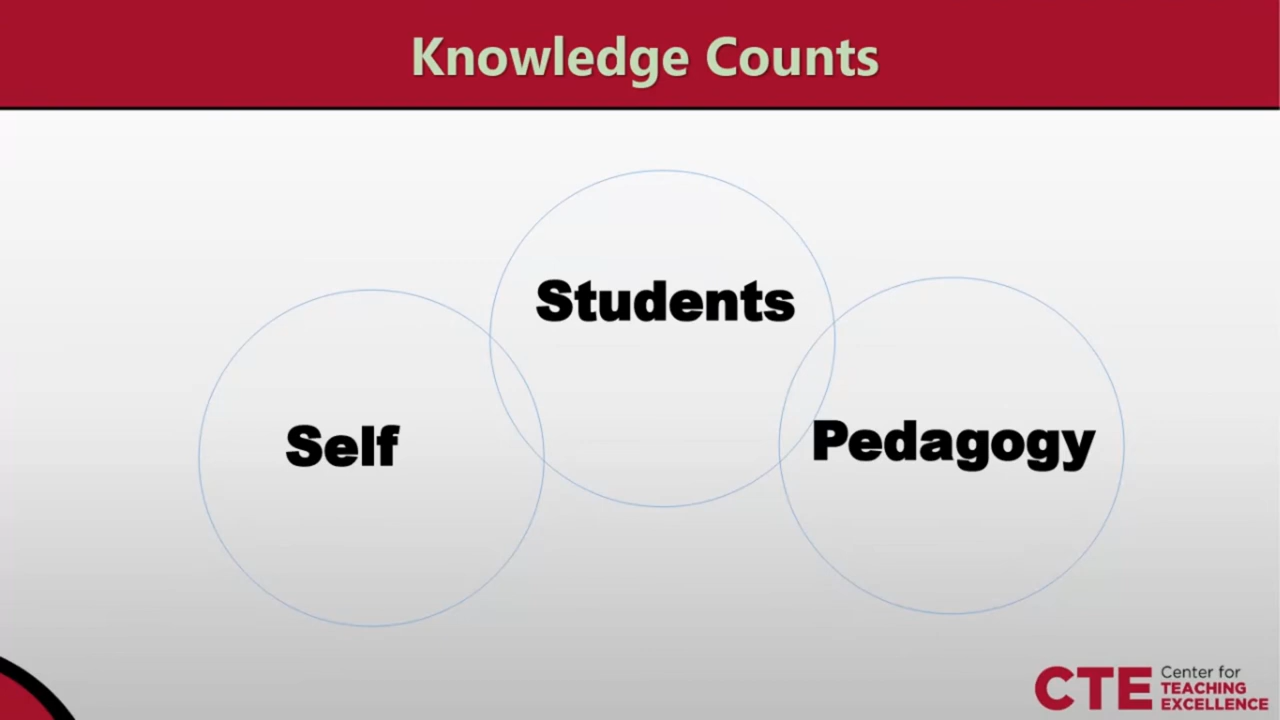 Knowledge Counts
Students
Self
Pedagogy
CTE
Center for
TEACHING
EXCELLENCE